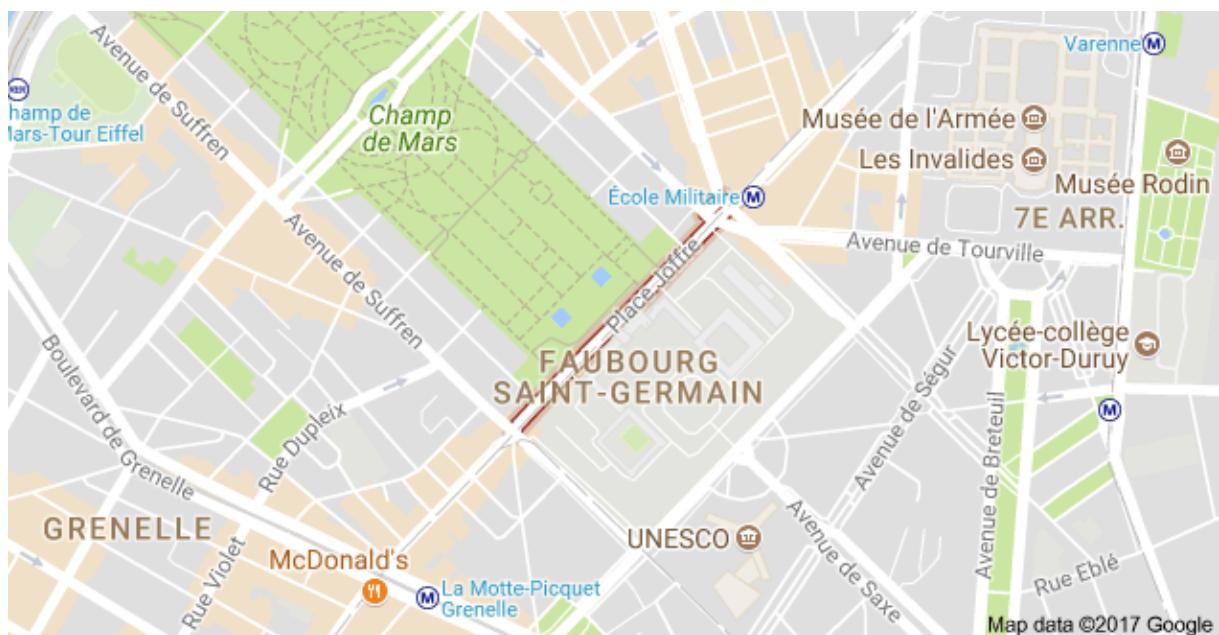 Avenue de Suffren
Varenne
hamp de
Mars-Tour Eiffel
Champ
de Mars
Musée de l'Armée
Les Invalides
Musée Rodin
École Militaire
7E ARR.
Avenue de Suffren
Place Joffre
Avenue de Tourville
Boulevard de Grenelle
FAUBOURG
SAINT-GERMAIN
Lycée-collège
Victor-Duruy
Rue Dupleix
Avenue de Ségur
Avenue de Breteuil
GRENELLE
Rue Violet
McDonald's
UNESCO
Avenue de Saxe
La Motte-Picquet
Grenelle
Rue Eblé
Map data ©2017 Google